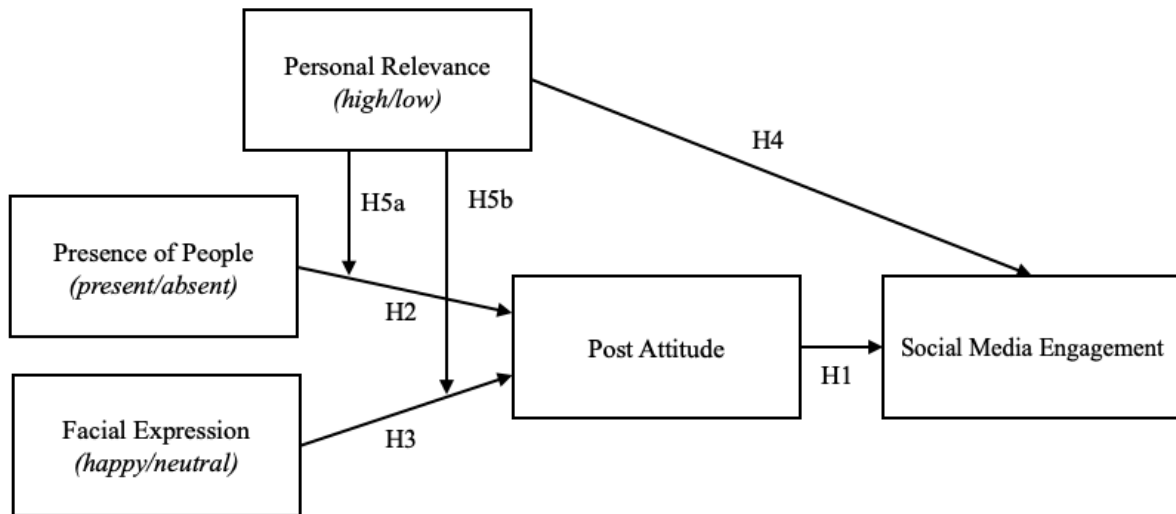 Personal Relevance
(high/low)
H4
H5a
H5b
Presence of People
(present/absent)
H2
Post Attitude
Social Media Engagement
H1
Facial Expression
(happy/neutral)
H3